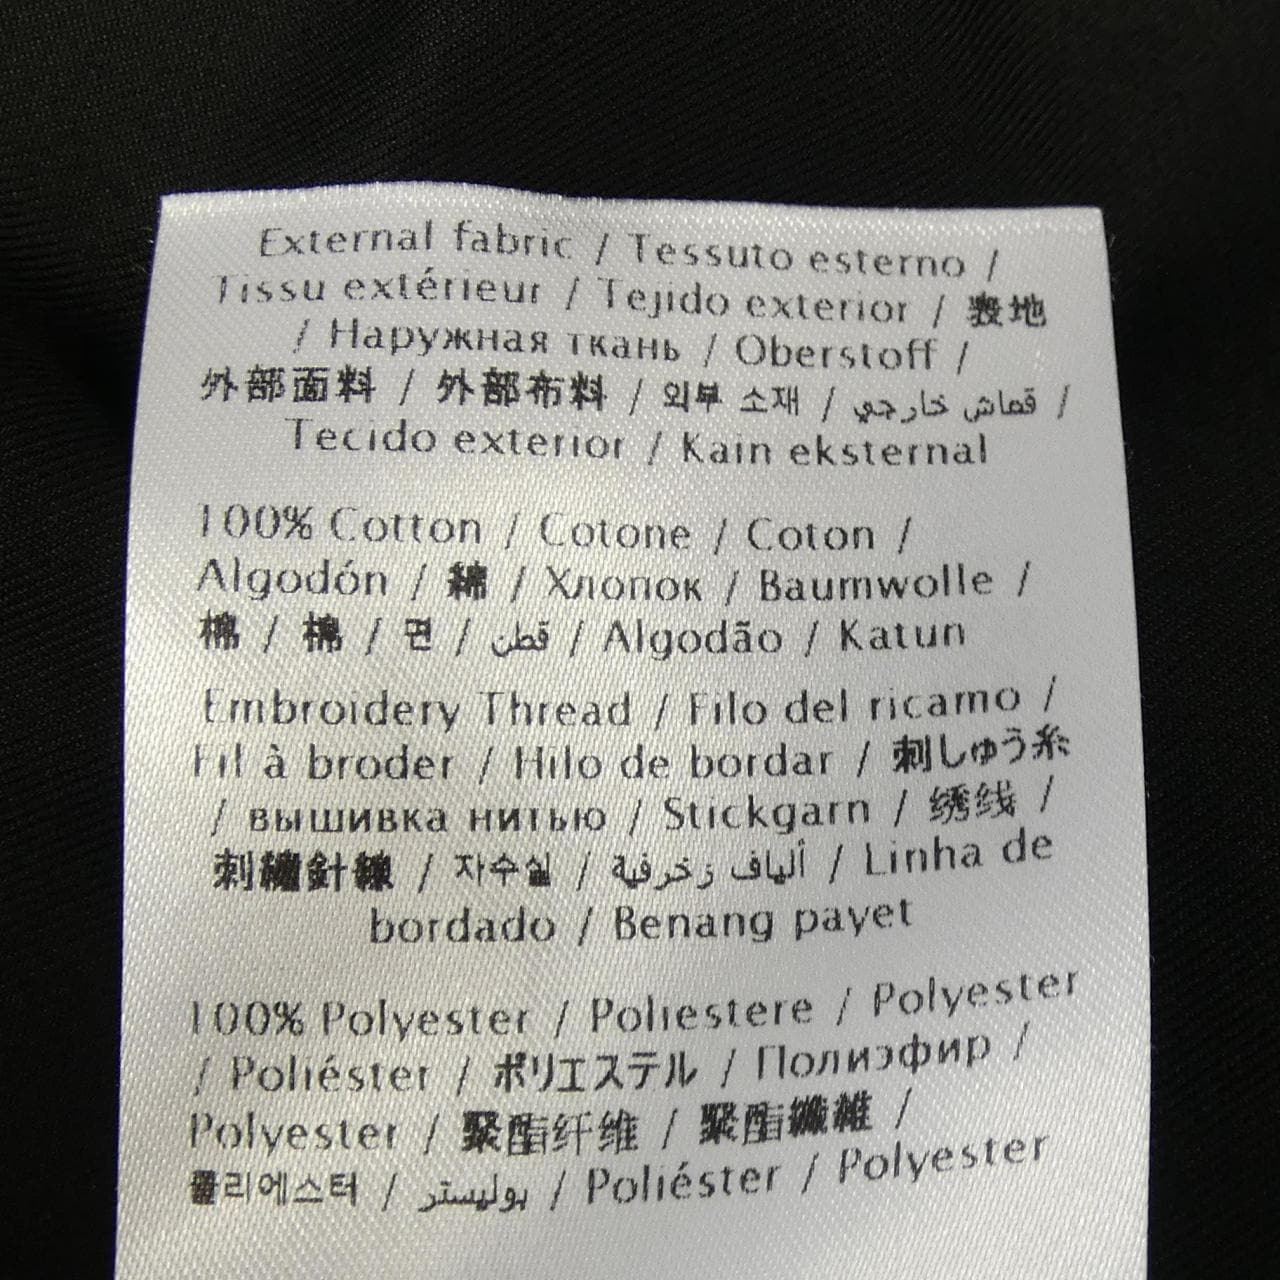 External fabric / Tessuto esterno /
Tissu extérieur / Tejido exterior / 表地
/ Наружная ткань / Oberstoff /
外部面料 / 外部布料 / 외부 소재 / قماش خارجي /
Tecido exterior / Kain eksternal
100% Cotton / Cotone / Coton /
Algodón / 綿 / Хлопок / Baumwolle /
棉 / 棉 / 면 / قطن / Algodão / Katun
Embroidery Thread / Filo del ricamo /
Fil à broder / Hilo de bordar / 刺しゅう糸
/ вышивка нитью / Stickgarn / 绣线 /
刺繡針線 / 자수실 / ألياف زخرفية / Linha de
bordado / Benang payet
100% Polyester / Poliestere / Polyester
/ Poliéster / ポリエステル / Полиэфир /
Polyester / 聚酯纤维 / 聚酯纖維 /
폴리에스터 / بوليستر / Poliéster / Polyester